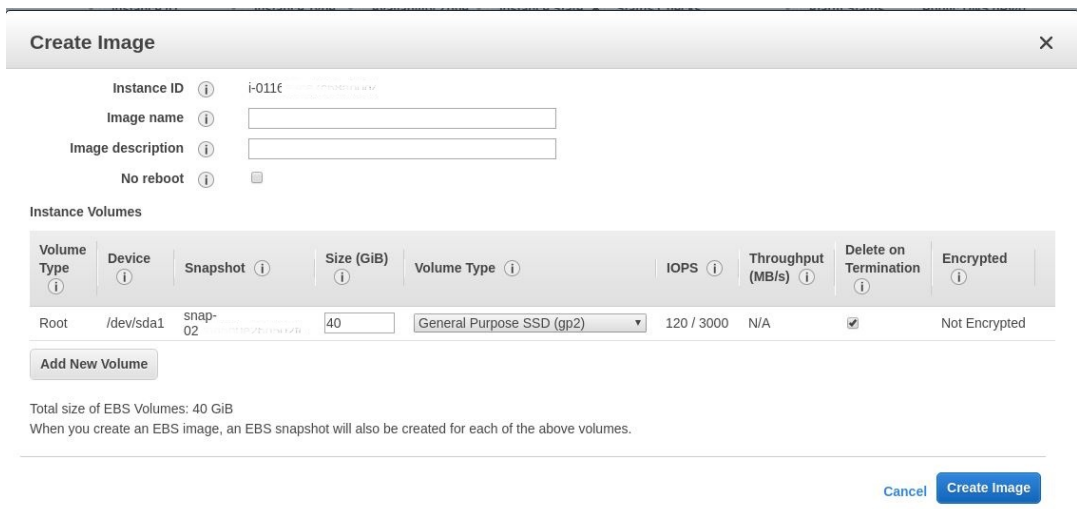 Create Image
Instance ID
i-0116
Image name
Image description
No reboot
Instance Volumes
Volume Type
Device
Snapshot
Size (GiB)
Volume Type
IOPS
Throughput (MB/s)
Delete on Termination
Encrypted
Root
/dev/sda1
snap-02
40
General Purpose SSD (gp2)
120 / 3000
N/A
Not Encrypted
Add New Volume
Total size of EBS Volumes: 40 GiB
When you create an EBS image, an EBS snapshot will also be created for each of the above volumes.
Cancel
Create Image